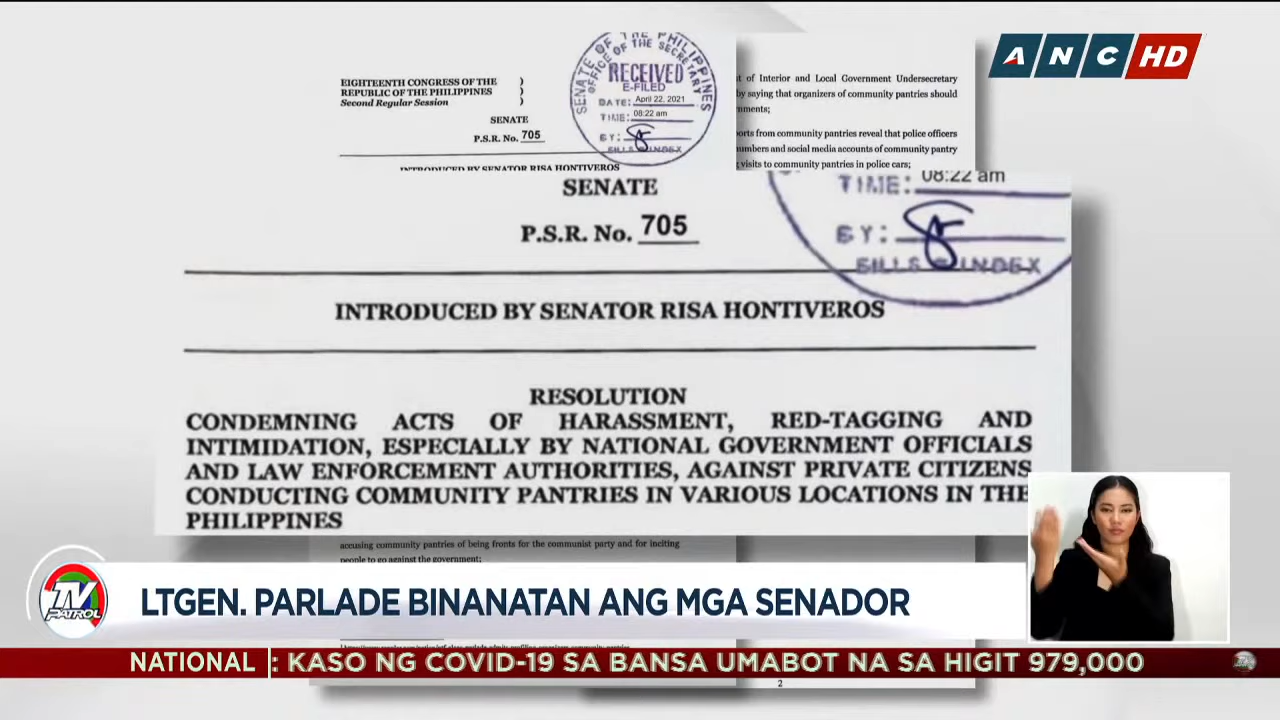 ANC HD
EIGHTEENTH CONGRESS OF THE )
REPUBLIC OF THE PHILIPPINES )
Second Regular Session )
SENATE
P.S.R. No. 705
SENATE OF THE PHILIPPINES
OFFICE OF THE SECRETARY
RECEIVED
E-FILED
DATE: April 22, 2021
TIME: 08:22 am
BY:
BILLS & INDEX
INTRODUCED BY SENATOR RISA HONTIVEROS
of Interior and Local Government Undersecretary
by saying that organizers of community pantries should
from community pantries reveal that police officers
and social media accounts of community pantry
visits to community pantries in police cars;
SENATE
P.S.R. No. 705
TIME: 08:22 am
BY:
BILLS & INDEX
INTRODUCED BY SENATOR RISA HONTIVEROS
RESOLUTION
CONDEMNING ACTS OF HARASSMENT, RED-TAGGING AND
INTIMIDATION, ESPECIALLY BY NATIONAL GOVERNMENT OFFICIALS
AND LAW ENFORCEMENT AUTHORITIES, AGAINST PRIVATE CITIZENS
CONDUCTING COMMUNITY PANTRIES IN VARIOUS LOCATIONS IN THE
PHILIPPINES
accusing community pantries of being fronts for the communist party and for inciting
people to go against the government;
TV PATROL
LTGEN. PARLADE BINANATAN ANG MGA SENADOR
NATIONAL |: KASO NG COVID-19 SA BANSA UMABOT NA SA HIGIT 979,000
2